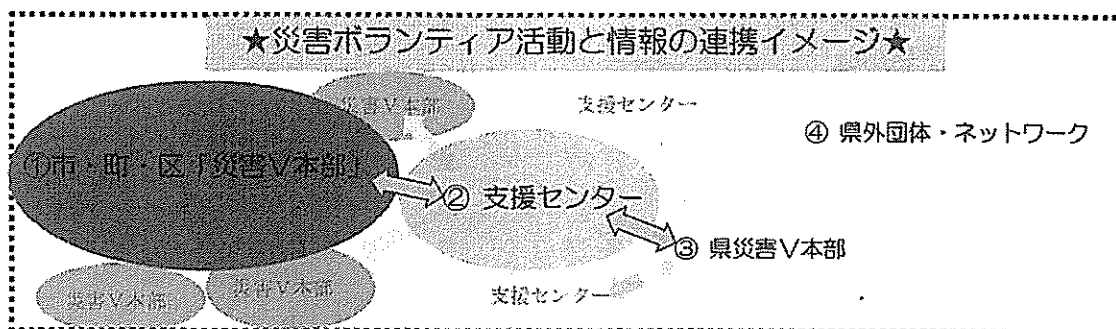 ★災害ボランティア活動と情報の連携イメージ★
災害V本部
支援センター
④ 県外団体・ネットワーク
①市・町・区「災害V本部」
② 支援センター
③ 県災害V本部
災害V本部
災害V本部
支援センター